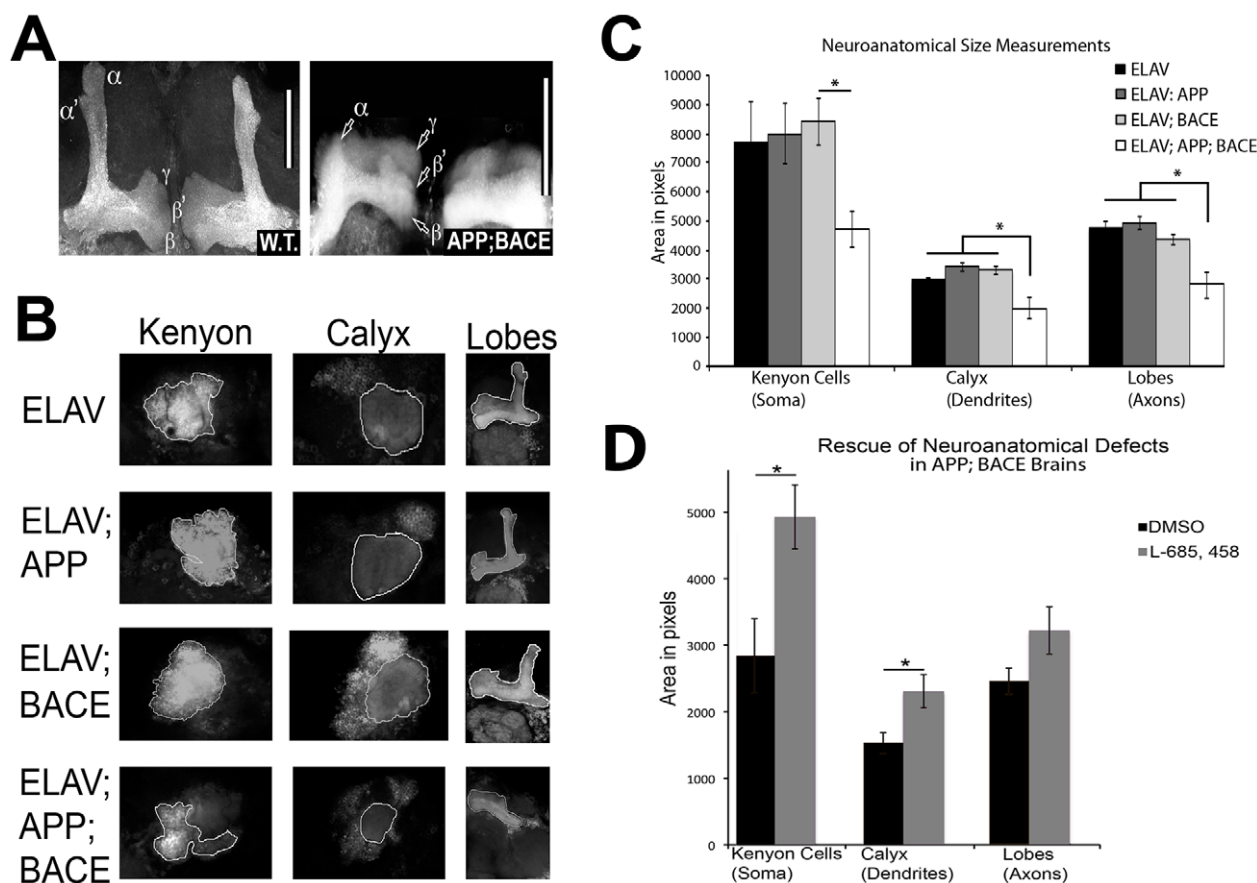 A
α
α'
γ
β'
β
W.T.
α
γ
β'
β
APP;BACE
B
Kenyon Calyx Lobes
ELAV
ELAV;
APP
ELAV;
BACE
ELAV;
APP;
BACE
C
Neuroanatomical Size Measurements
ELAV
ELAV: APP
ELAV; BACE
ELAV; APP; BACE
Area in pixels
10000
9000
8000
7000
6000
5000
4000
3000
2000
1000
0
*
*
*
Kenyon Cells
(Soma)
Calyx
(Dendrites)
Lobes
(Axons)
D
Rescue of Neuroanatomical Defects
in APP; BACE Brains
DMSO
L-685, 458
Area in pixels
5000
4000
3000
2000
1000
0
*
*
Kenyon Cells
(Soma)
Calyx
(Dendrites)
Lobes
(Axons)